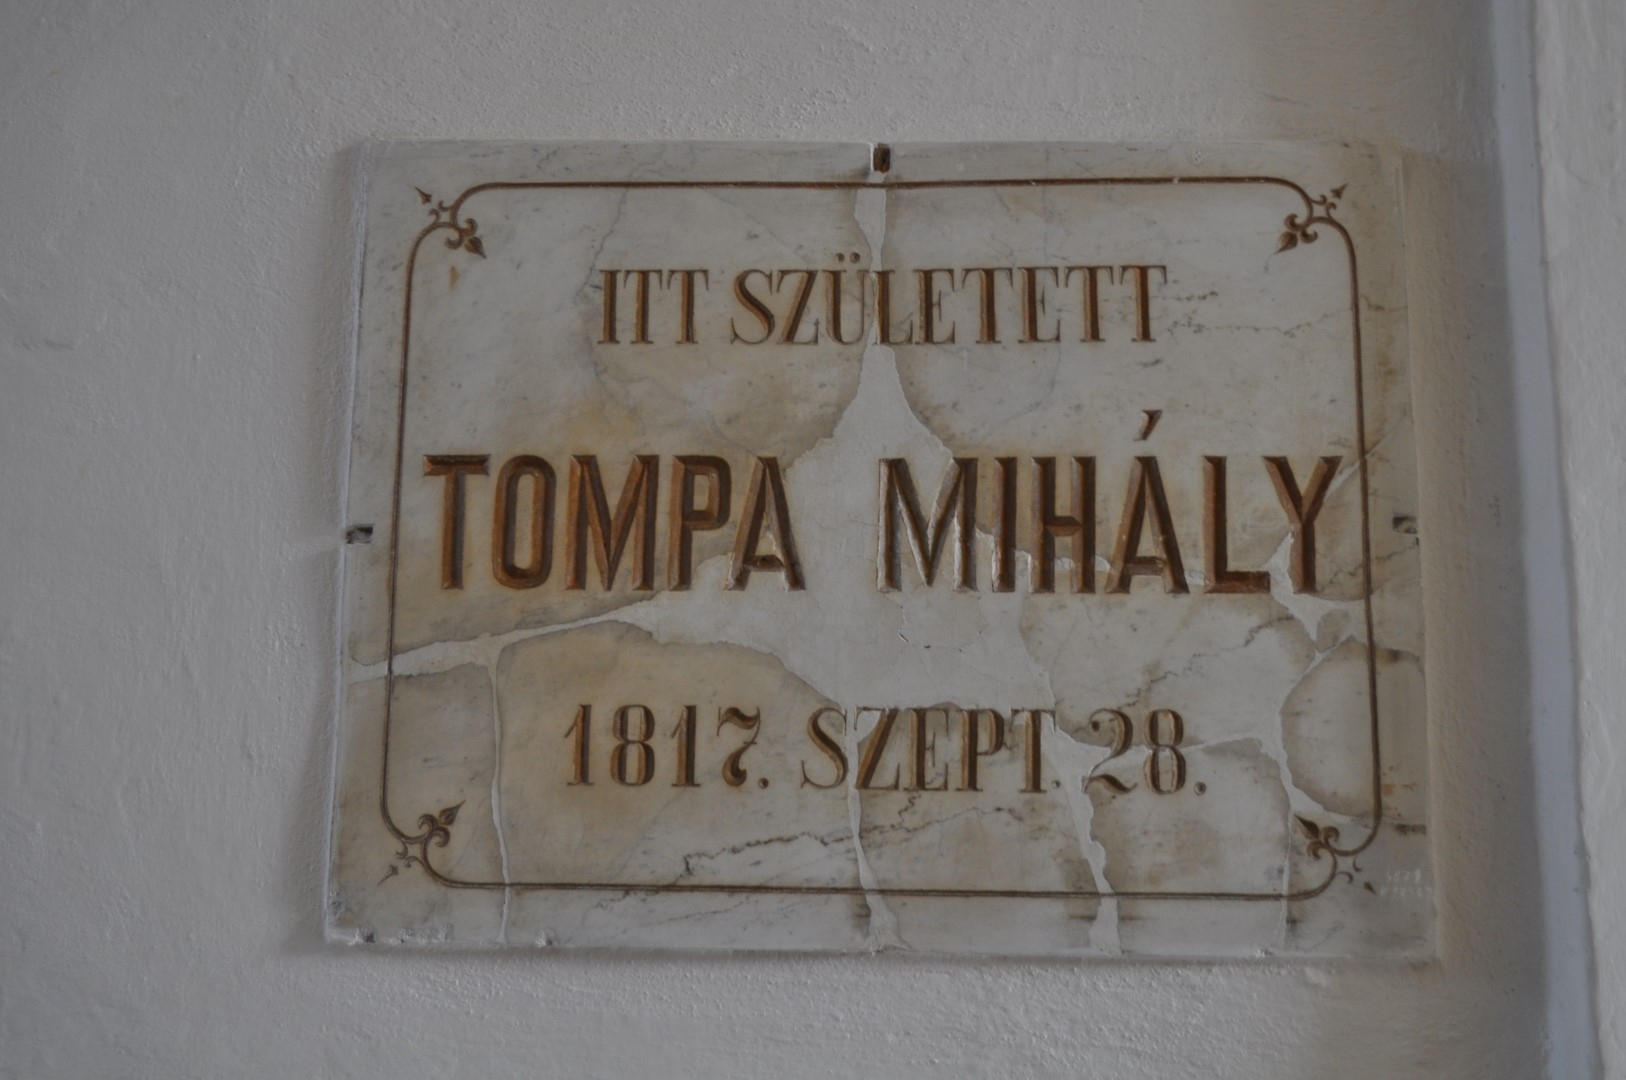 ITT SZÜLETETT
TOMPA MIHÁLY
1817. SZEPT. 28.